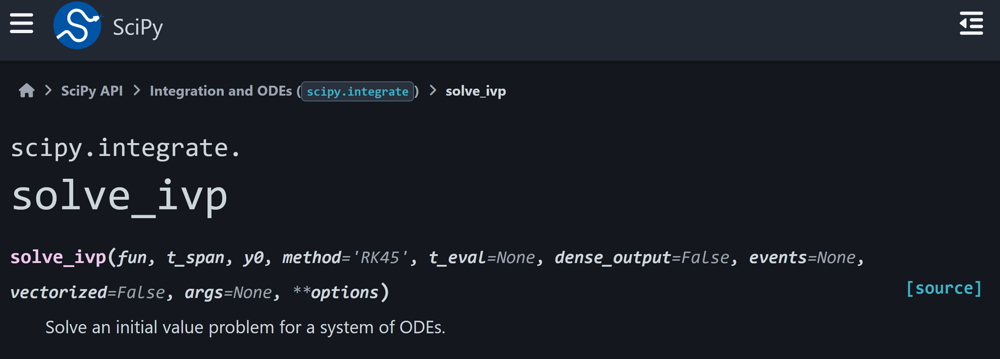 SciPy
SciPy API > Integration and ODEs (scipy.integrate) > solve_ivp
scipy.integrate.
solve_ivp
solve_ivp(fun, t_span, y0, method='RK45', t_eval=None, dense_output=False, events=None,
vectorized=False, args=None, **options)
[source]
Solve an initial value problem for a system of ODEs.